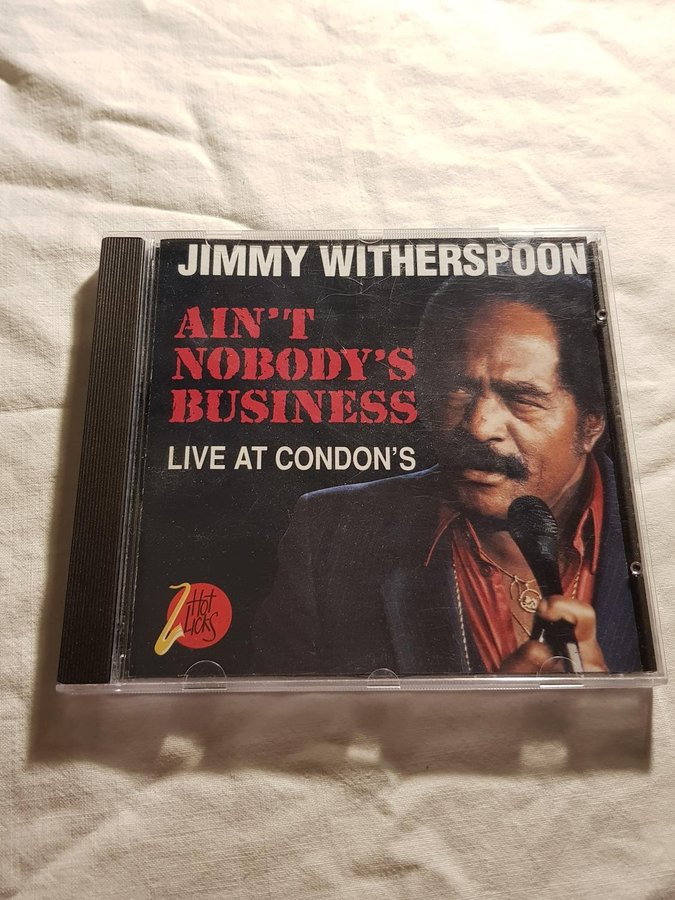 JIMMY WITHERSPOON
AIN'T
NOBODY'S
BUSINESS
LIVE AT CONDON'S
Hot
Licks